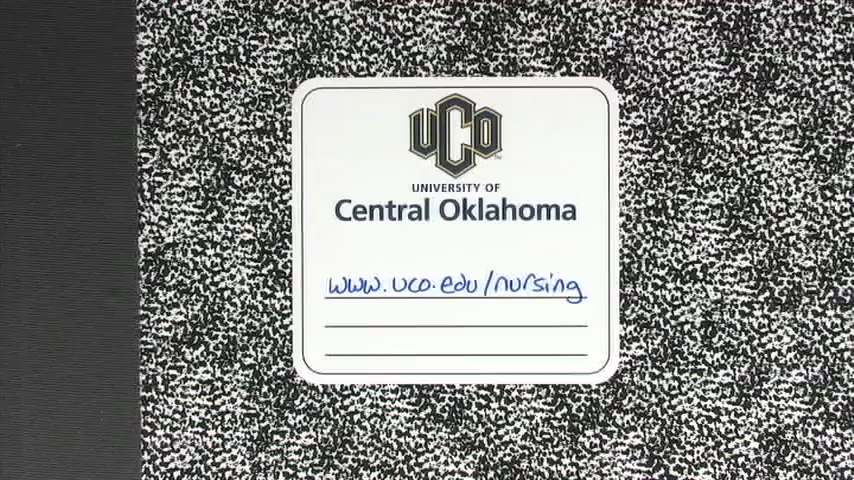 UCO
UNIVERSITY OF
Central Oklahoma
www.uco.edu/nursing